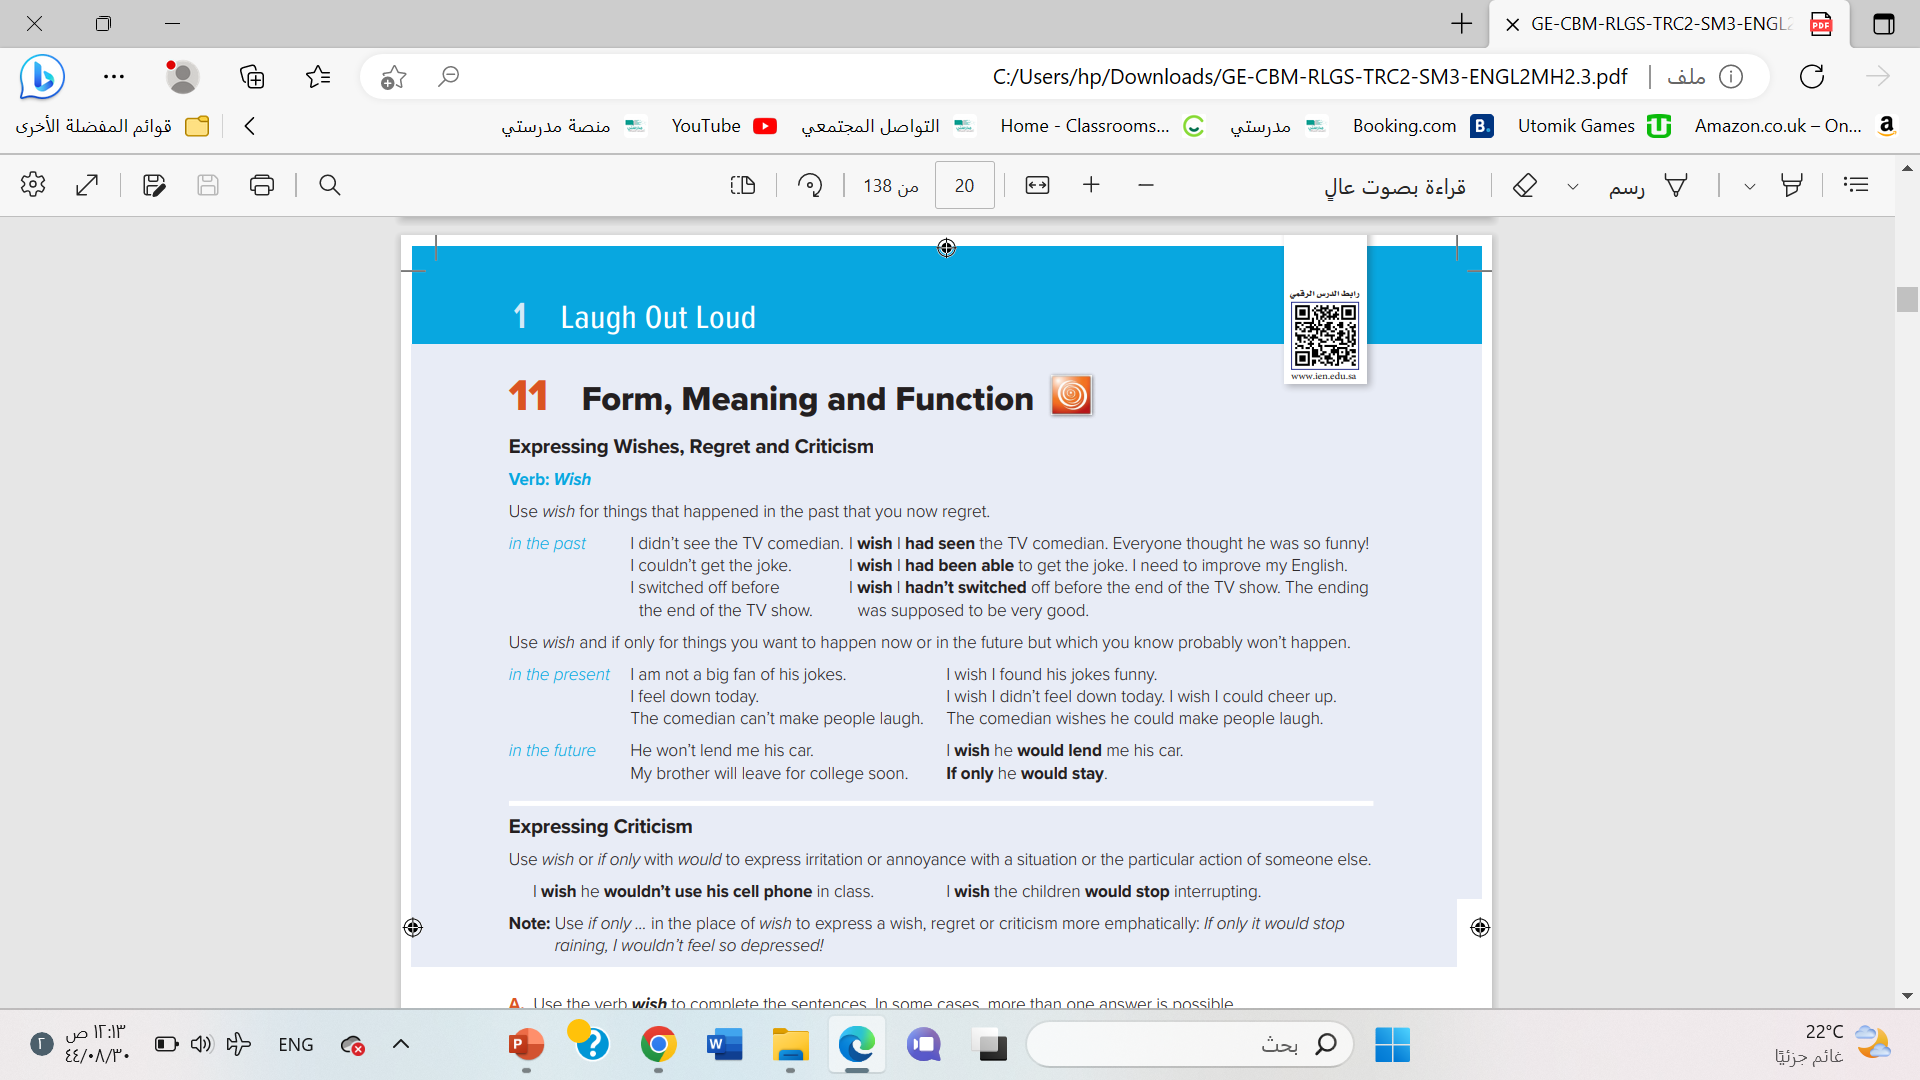 GE-CBM-RLGS-TRC2-SM3-ENGL2
C:/Users/hp/Downloads/GE-CBM-RLGS-TRC2-SM3-ENGL2MH2.3.pdf | ملف
قوائم المفضلة الأخرى
منصة مدرستي
YouTube
التواصل المجتمعي
Home - Classrooms...
مدرستي
Booking.com
Utomik Games
Amazon.co.uk – On...
من 138
20
قراءة بصوت عالٍ
رسم
رابط الدرس الرقمي
www.ien.edu.sa
1 Laugh Out Loud
11 Form, Meaning and Function
Expressing Wishes, Regret and Criticism
Verb: Wish
Use wish for things that happened in the past that you now regret.
in the past I didn't see the TV comedian. I wish I had seen the TV comedian. Everyone thought he was so funny!
I couldn't get the joke. I wish I had been able to get the joke. I need to improve my English.
I switched off before I wish I hadn't switched off before the end of the TV show. The ending
the end of the TV show. was supposed to be very good.
Use wish and if only for things you want to happen now or in the future but which you know probably won't happen.
in the present I am not a big fan of his jokes. I wish I found his jokes funny.
I feel down today. I wish I didn't feel down today. I wish I could cheer up.
The comedian can't make people laugh. The comedian wishes he could make people laugh.
in the future He won't lend me his car. I wish he would lend me his car.
My brother will leave for college soon. If only he would stay.
Expressing Criticism
Use wish or if only with would to express irritation or annoyance with a situation or the particular action of someone else.
I wish he wouldn't use his cell phone in class. I wish the children would stop interrupting.
Note: Use if only ... in the place of wish to express a wish, regret or criticism more emphatically: If only it would stop
raining, I wouldn't feel so depressed!
A. Use the verb wish to complete the sentences. In some cases, more than one answer is possible.
٢
١٢:١٣ ص
٤٤/٠٨/٣٠
ENG
بحث
22°C
غائم جزئيًا